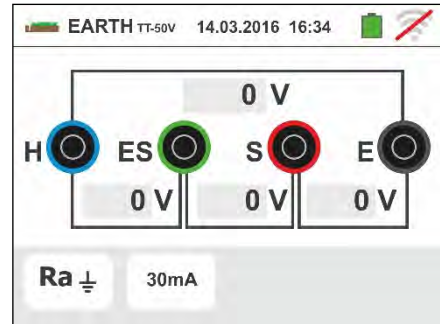 EARTH TT-50V 14.03.2016 16:34
0 V
H ES S E
0 V 0 V 0 V
Ra 30mA